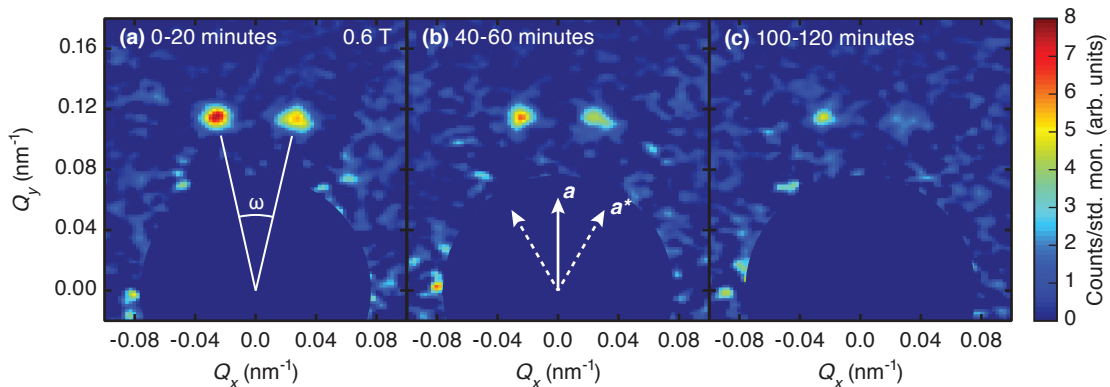 (a) 0-20 minutes 0.6 T
(b) 40-60 minutes
(c) 100-120 minutes
ω
a
a*
Qy (nm-1)
0.16
0.12
0.08
0.04
0.00
-0.08 -0.04 0.0 0.04 0.08
-0.08 -0.04 0.0 0.04 0.08
-0.08 -0.04 0.0 0.04 0.08
Qx (nm-1)
Qx (nm-1)
Qx (nm-1)
8
7
6
5
4
3
2
1
0
Counts/std. mon. (arb. units)